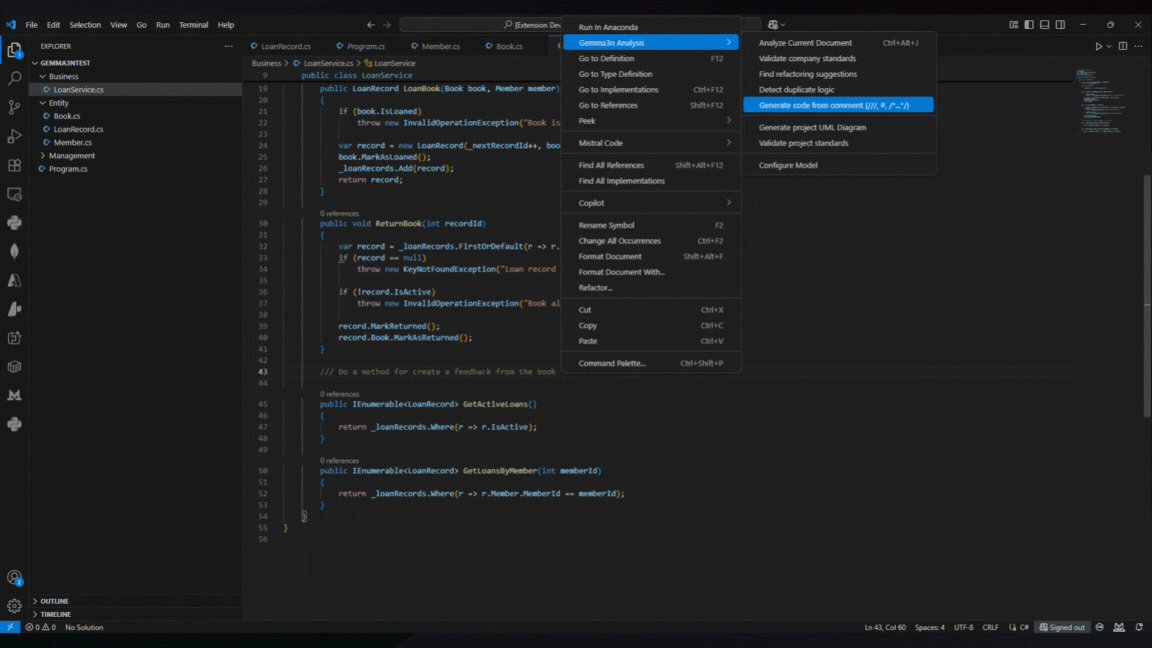 File Edit Selection View Go Run Terminal Help
[Extension Dev
EXPLORER
GEMMA3NTEST
Business
LoanService.cs
Entity
Book.cs
LoanRecord.cs
Member.cs
Management
Program.cs
OUTLINE
TIMELINE
LoanRecord.cs Program.cs Member.cs Book.cs
Business > LoanService.cs > LoanService
9 public class LoanService
19 public LoanRecord LoanBook(Book book, Member member)
20 {
21 if (book.IsLoaned)
22 throw new InvalidOperationException("Book is
23
24 var record = new LoanRecord(_nextRecordId++, boo
25 book.MarkAsLoaned();
26 _loanRecords.Add(record);
27 return record;
28 }
29
0 references
30 public void ReturnBook(int recordId)
31 {
32 var record = _loanRecords.FirstOrDefault(r => r.
33 if (record == null)
34 throw new KeyNotFoundException("Loan record
35
36 if (!record.IsActive)
37 throw new InvalidOperationException("Book al
38
39 record.MarkReturned();
40 record.Book.MarkAsReturned();
41 }
42
43 /// Do a method for create a feedback from the book
44
0 references
45 public IEnumerable<LoanRecord> GetActiveLoans()
46 {
47 return _loanRecords.Where(r => r.IsActive);
48 }
49
0 references
50 public IEnumerable<LoanRecord> GetLoansByMember(int memberId)
51 {
52 return _loanRecords.Where(r => r.Member.MemberId == memberId);
53 }
54 }
55 }
56
Run In Anaconda
Gemma3n Analysis
Go to Definition F12
Go to Type Definition
Go to Implementations Ctrl+F12
Go to References Shift+F12
Peek
Mistral Code
Find All References Shift+Alt+F12
Find All Implementations
Copilot
Rename Symbol F2
Change All Occurrences Ctrl+F2
Format Document Shift+Alt+F
Format Document With...
Refactor...
Cut Ctrl+X
Copy Ctrl+C
Paste Ctrl+V
Command Palette... Ctrl+Shift+P
Analyze Current Document Ctrl+Alt+J
Validate company standards
Find refactoring suggestions
Detect duplicate logic
Generate code from comment (///, #, /*...*/)
Generate project UML Diagram
Validate project standards
Configure Model
0 0 No Solution
Ln 43, Col 60 Spaces: 4 UTF-8 CRLF C# Signed out